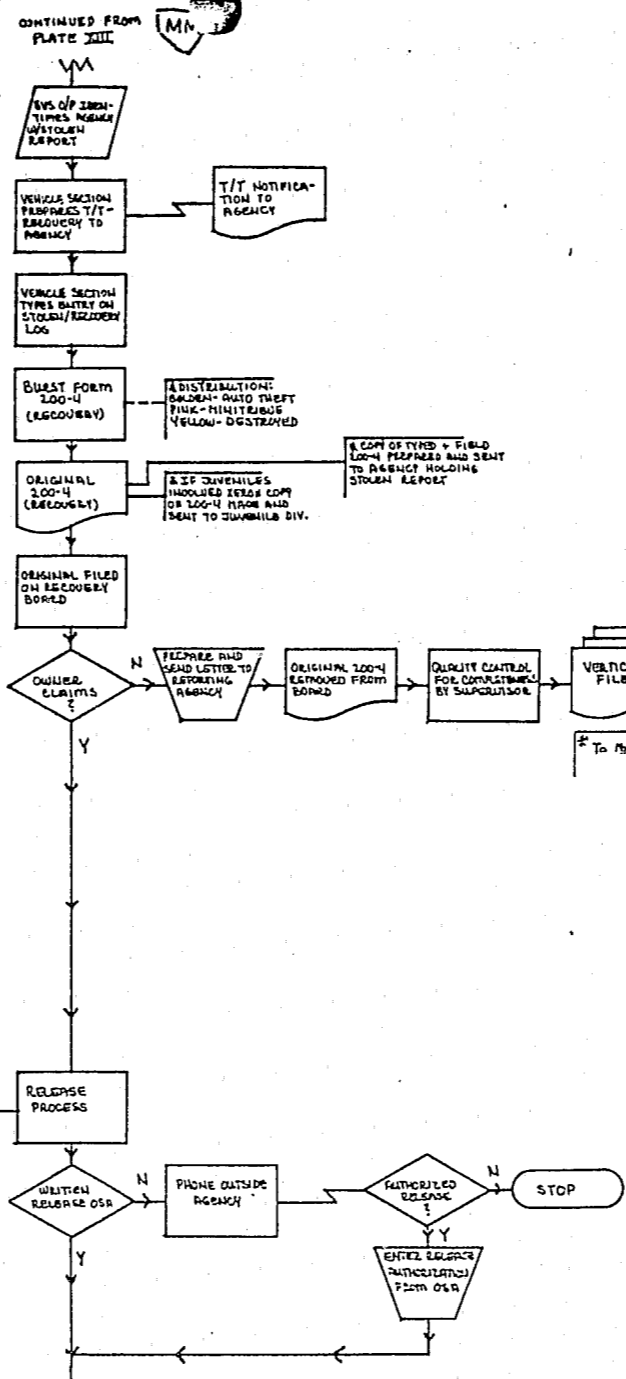 CONTINUED FROM
PLATE XIII
MN
SVS O/P IDEN-
TIFIES AGENCY
W/STOLEN
REPORT
VEHICLE SECTION
PREPARES T/T-
RECOVERY TO
AGENCY
T/T NOTIFICA-
TION TO
AGENCY
VEHICLE SECTION
TYPES ENTRY ON
STOLEN/RECOVERY
LOG
BURST FORM
200-4
(RECOVERY)
DISTRIBUTION:
GOLDEN- AUTO THEFT
PINK-
YELLOW- DESTROYED
ORIGINAL
200-4
(RECOVERY)
IF JUVENILES
INVOLVED XEROX COPY
OF 200-4 MADE AND
SENT TO JUVENILE DIV.
COPY OF TYPED + FIELD
200-4 PREPARED AND SENT
TO AGENCY HOLDING
STOLEN REPORT
ORIGINAL FILED
ON RECOVERY
BOARD
OWNER
CLAIMS
?
N
Y
PREPARE AND
SEND LETTER TO
REPORTING
AGENCY
ORIGINAL 200-4
REMOVED FROM
BOARD
QUALITY CONTROL
FOR COMPLETENESS
BY SUPERVISOR
VERTIC
FILE
* To M
RELEASE
PROCESS
WRITTEN
RELEASE OSA
N
Y
PHONE OUTSIDE
AGENCY
AUTHORIZED
RELEASE
?
N
STOP
Y
ENTER RELEASE
AUTHORIZATION
FROM OSA